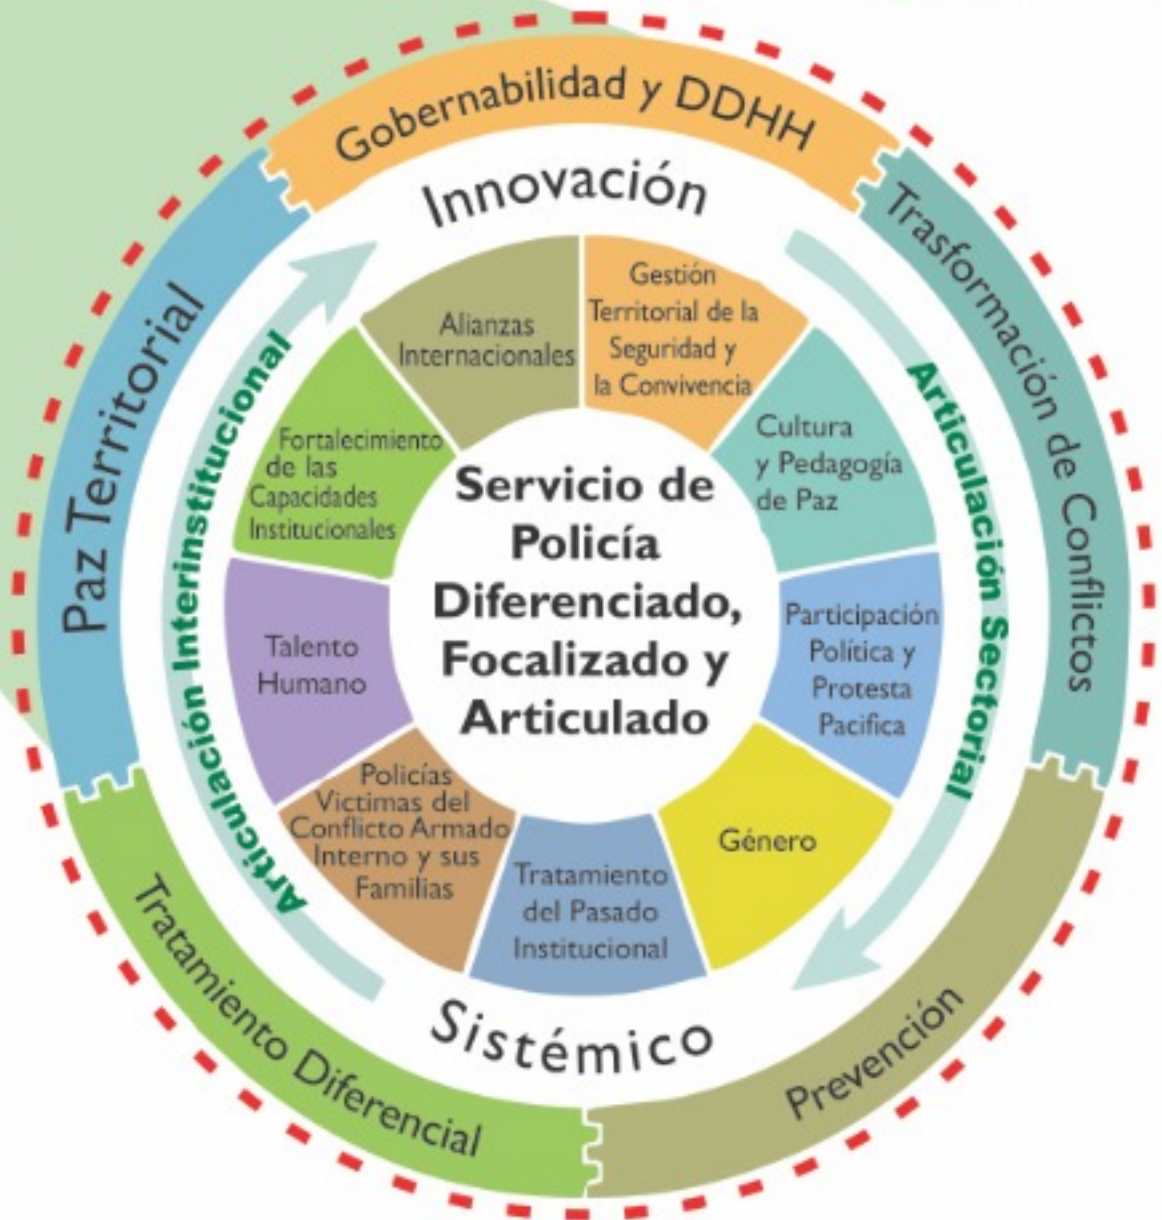 Gobernabilidad y DDHH
Trasformación de Conflictos
Prevención
Tratamiento Diferencial
Paz Territorial
Innovación
Articulación Sectorial
Sistémico
Articulación Interinstitucional
Gestión
Territorial de la
Seguridad y
la Convivencia
Cultura
y Pedagogía
de Paz
Participación
Política y
Protesta
Pacifica
Género
Tratamiento
del Pasado
Institucional
Policías
Victimas del
Conflicto Armado
Interno y sus
Familias
Talento
Humano
Fortalecimiento
de las
Capacidades
Institucionales
Alianzas
Internacionales
Servicio de
Policía
Diferenciado,
Focalizado y
Articulado